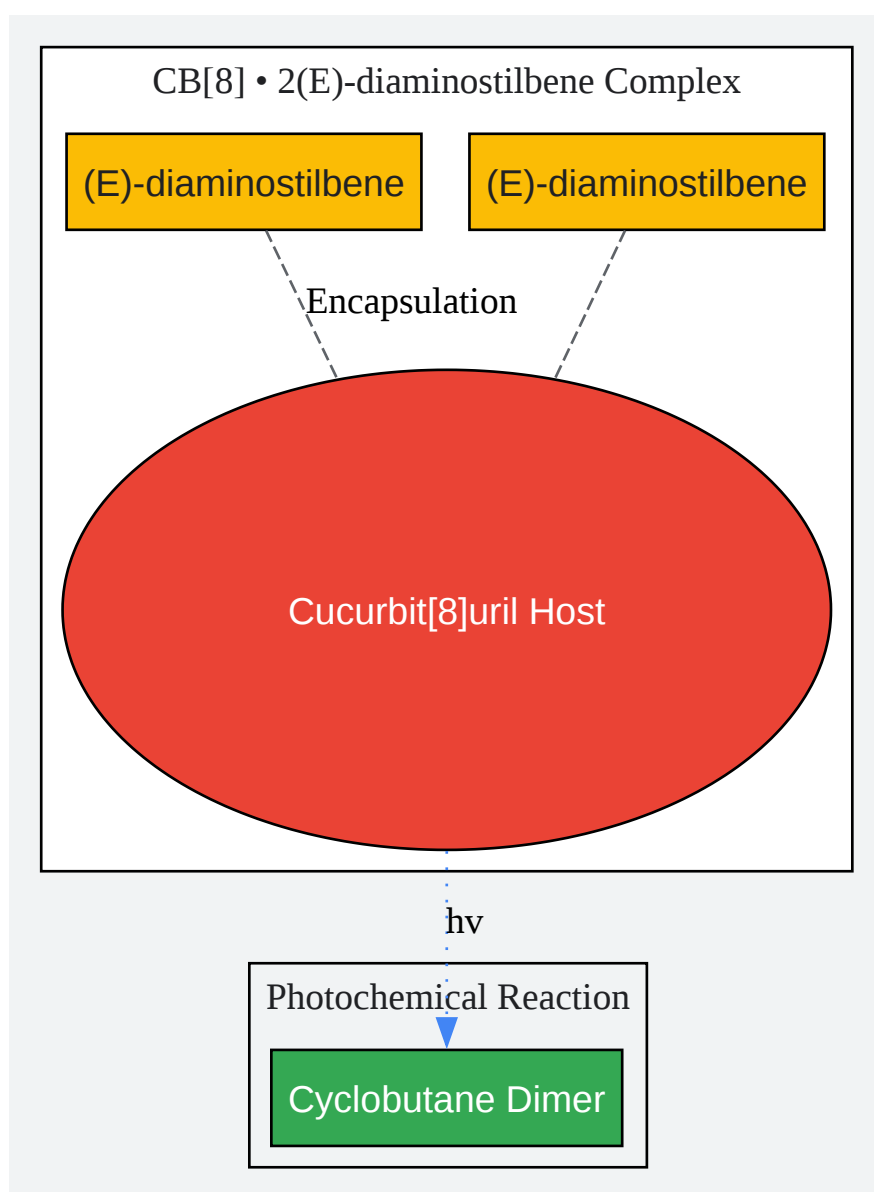 CB[8] • 2(E)-diaminostilbene Complex
(E)-diaminostilbene
(E)-diaminostilbene
Encapsulation
Cucurbit[8]uril Host
hv
Photochemical Reaction
Cyclobutane Dimer